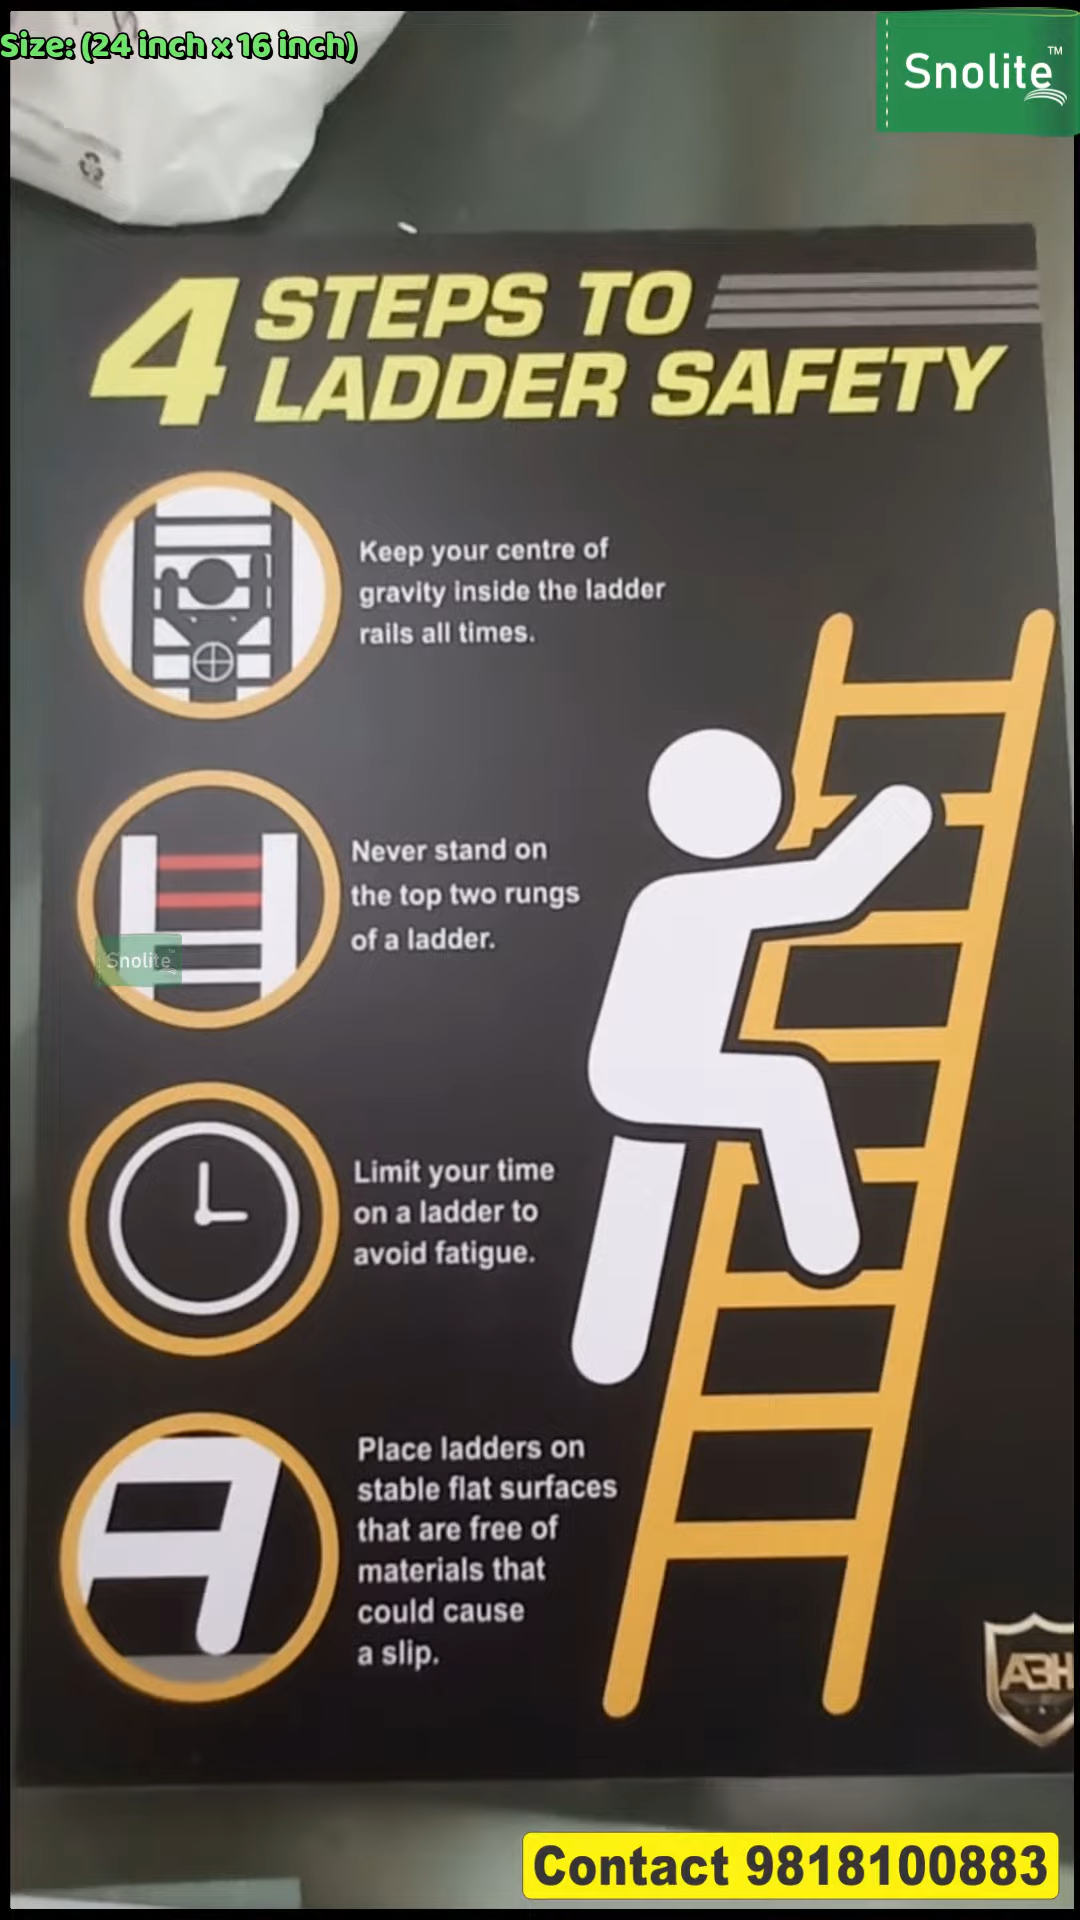 Size: (24 inch x 16 inch)
Snolite™
4 STEPS TO
LADDER SAFETY
Keep your centre of
gravity inside the ladder
rails all times.
Never stand on
the top two rungs
of a ladder.
Snolite™
Limit your time
on a ladder to
avoid fatigue.
Place ladders on
stable flat surfaces
that are free of
materials that
could cause
a slip.
Contact 9818100883